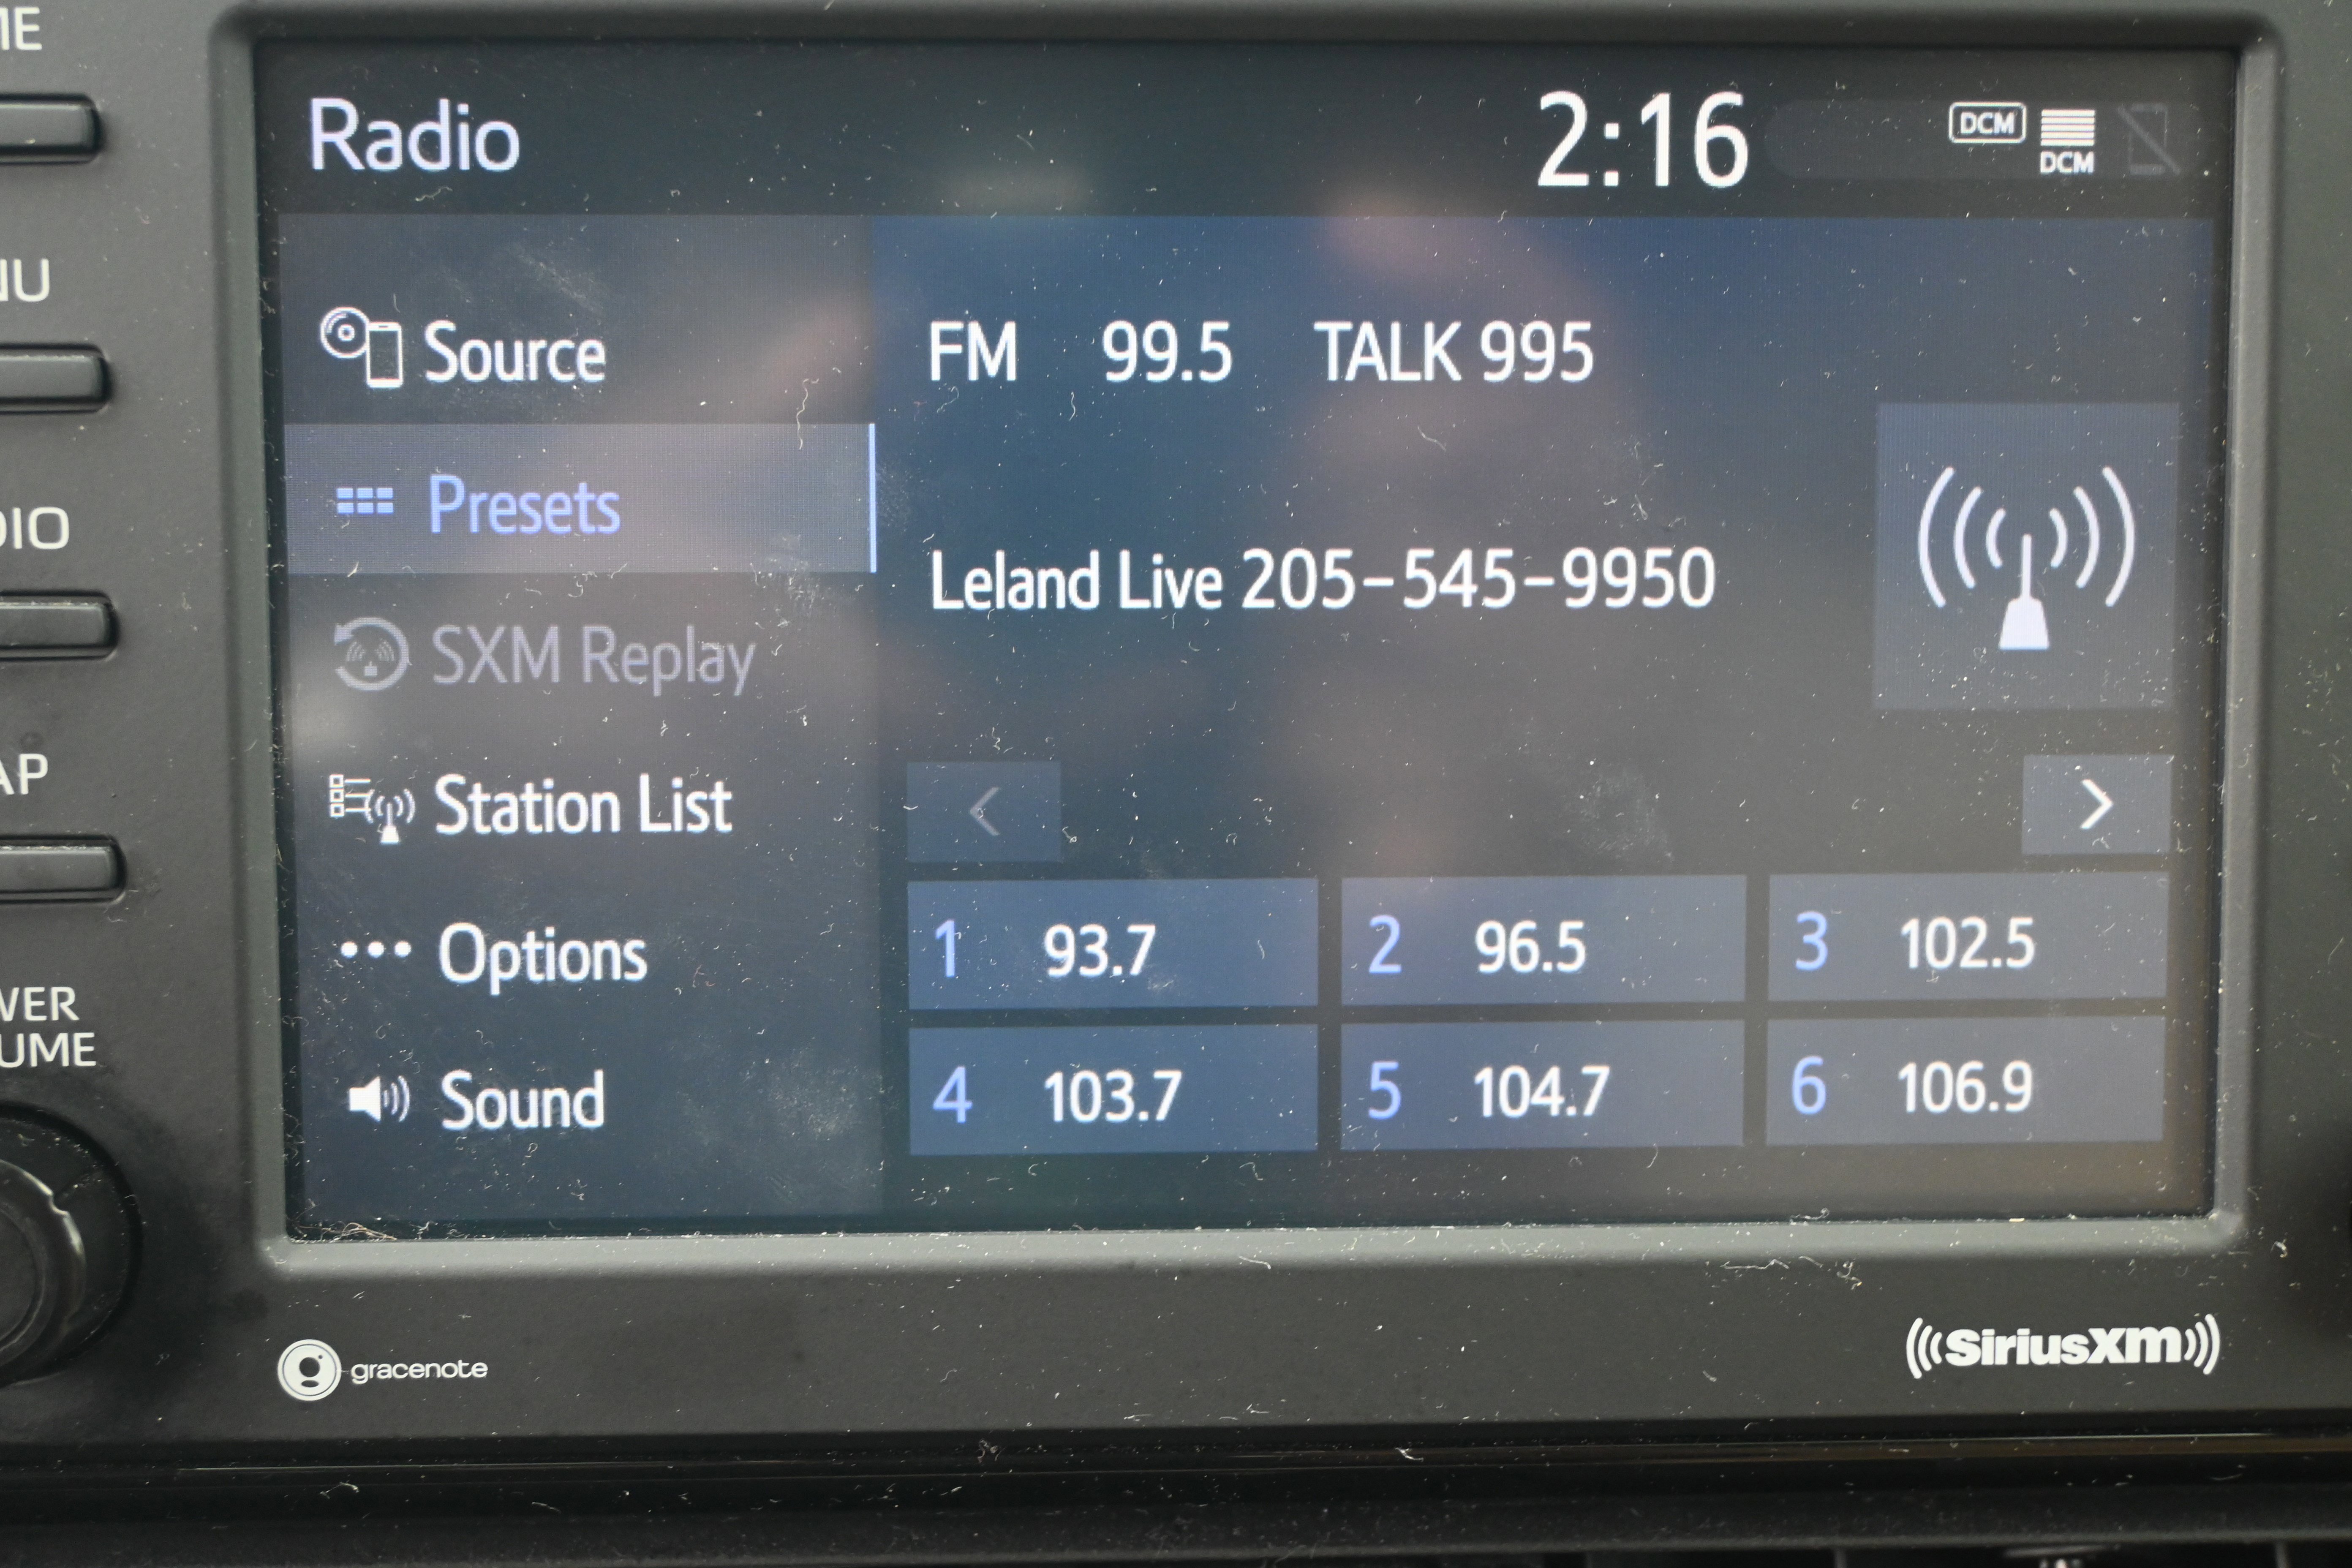 Radio
2:16
DCM
DCM
Source
Presets
SXM Replay
Station List
Options
Sound
FM 99.5 TALK 995
Leland Live 205-545-9950
1 93.7
2 96.5
3 102.5
4 103.7
5 104.7
6 106.9
gracenote
SiriusXm